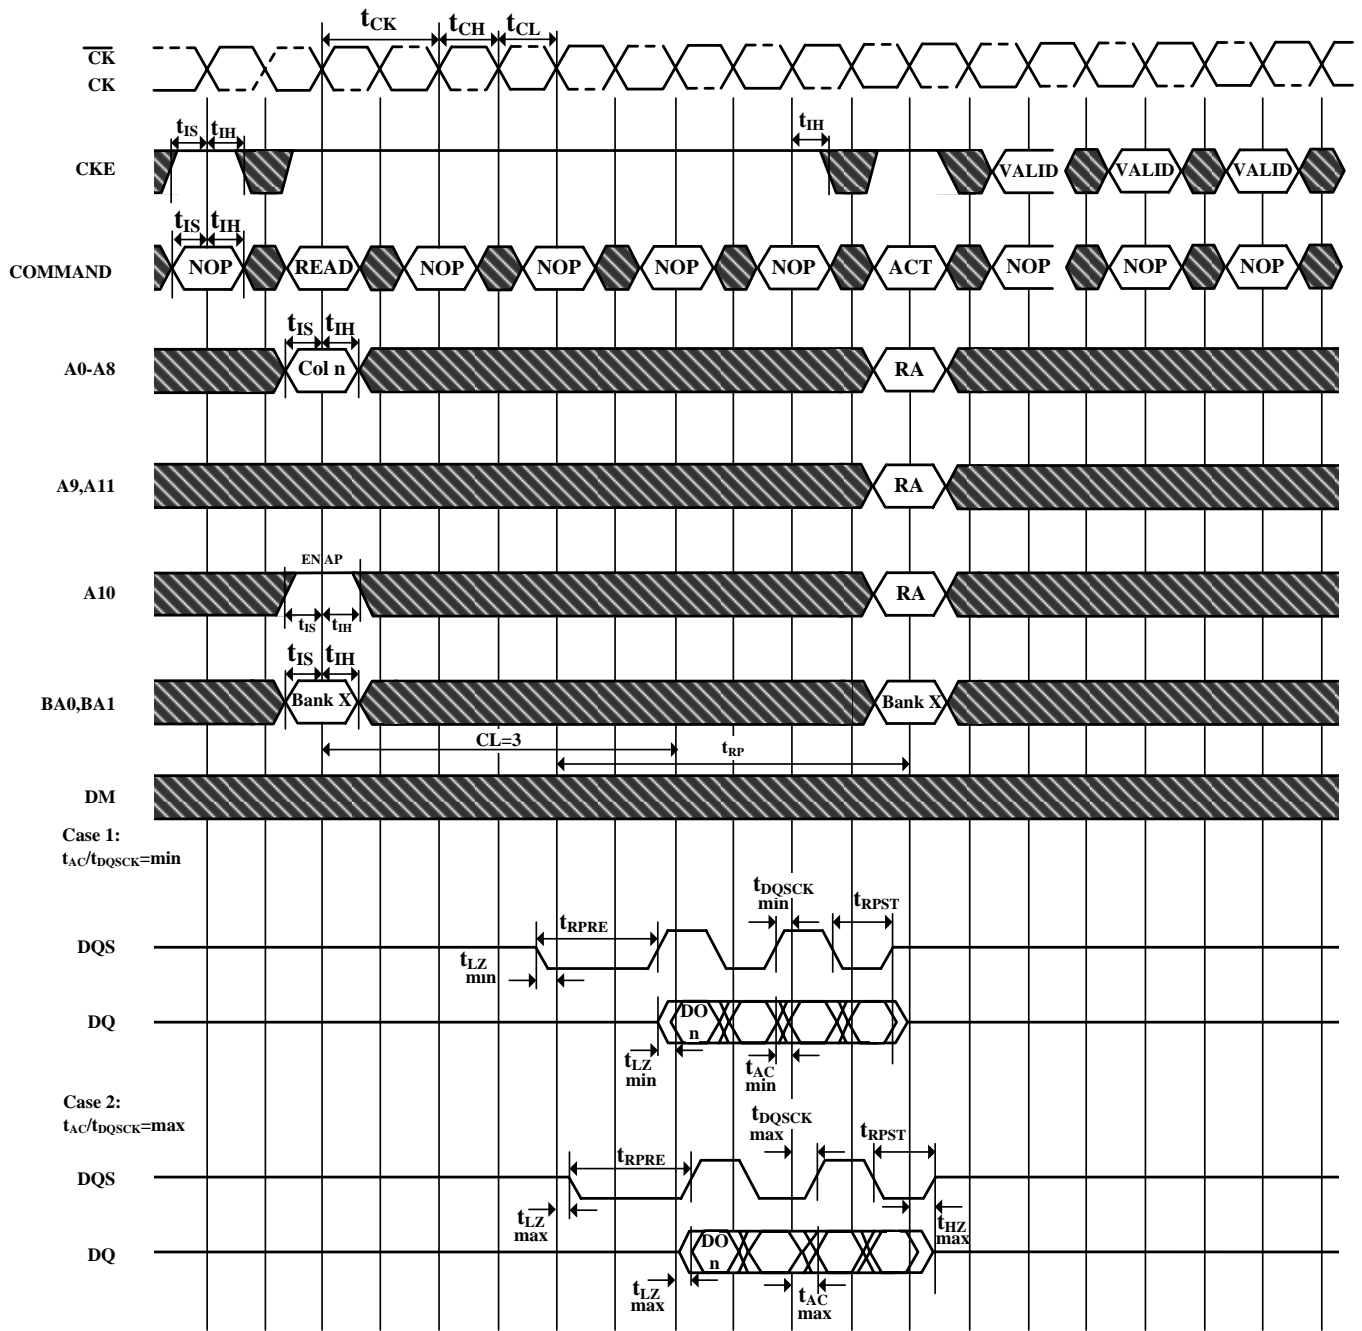 tCK tCH tCL
CK
CK
tIS tIH tIH
CKE VALID VALID VALID
tIS tIH
COMMAND NOP READ NOP NOP NOP NOP ACT NOP NOP NOP
tIS tIH
A0-A8 Col n RA
A9,A11 RA
EN AP
A10 RA
tIS tIH
tIS tIH
BA0,BA1 Bank X Bank X
CL=3 tRP
DM
Case 1:
tAC/tDQSCK=min
tDQSCK
min
tRPRE tRPST
DQS
tLZ
min
DQ DO
n
tLZ
min
tAC
min
Case 2:
tAC/tDQSCK=max
tDQSCK
max
tRPRE tRPST
DQS
tLZ
max
tHZ
max
DQ DO
n
tLZ
max
tAC
max